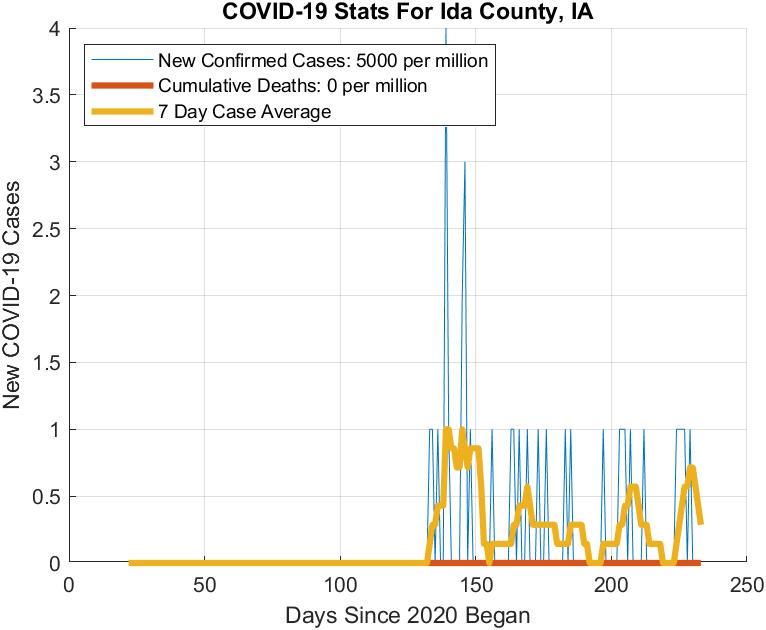 COVID-19 Stats For Ida County, IA
New Confirmed Cases: 5000 per million
Cumulative Deaths: 0 per million
7 Day Case Average
New COVID-19 Cases
4
3.5
3
2.5
2
1.5
1
0.5
0
0 50 100 150 200 250
Days Since 2020 Began